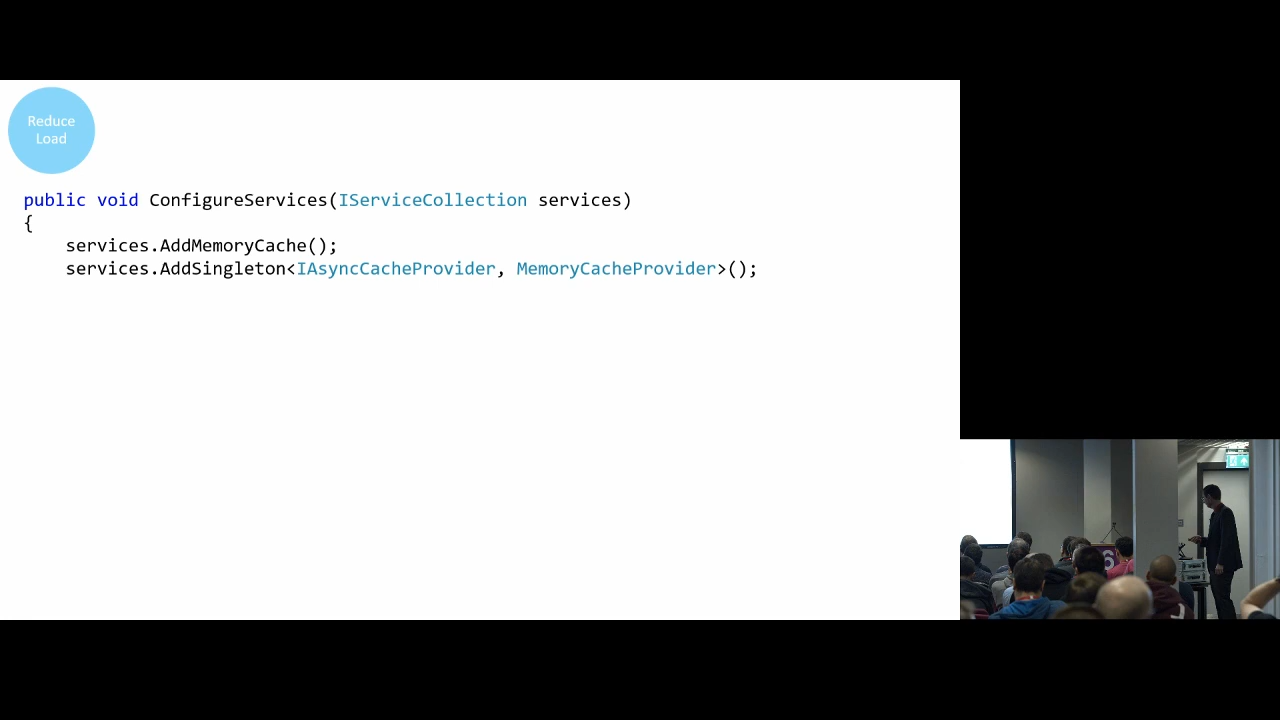 Reduce
Load
public void ConfigureServices(IServiceCollection services)
{
    services.AddMemoryCache();
    services.AddSingleton<IAsyncCacheProvider, MemoryCacheProvider>();